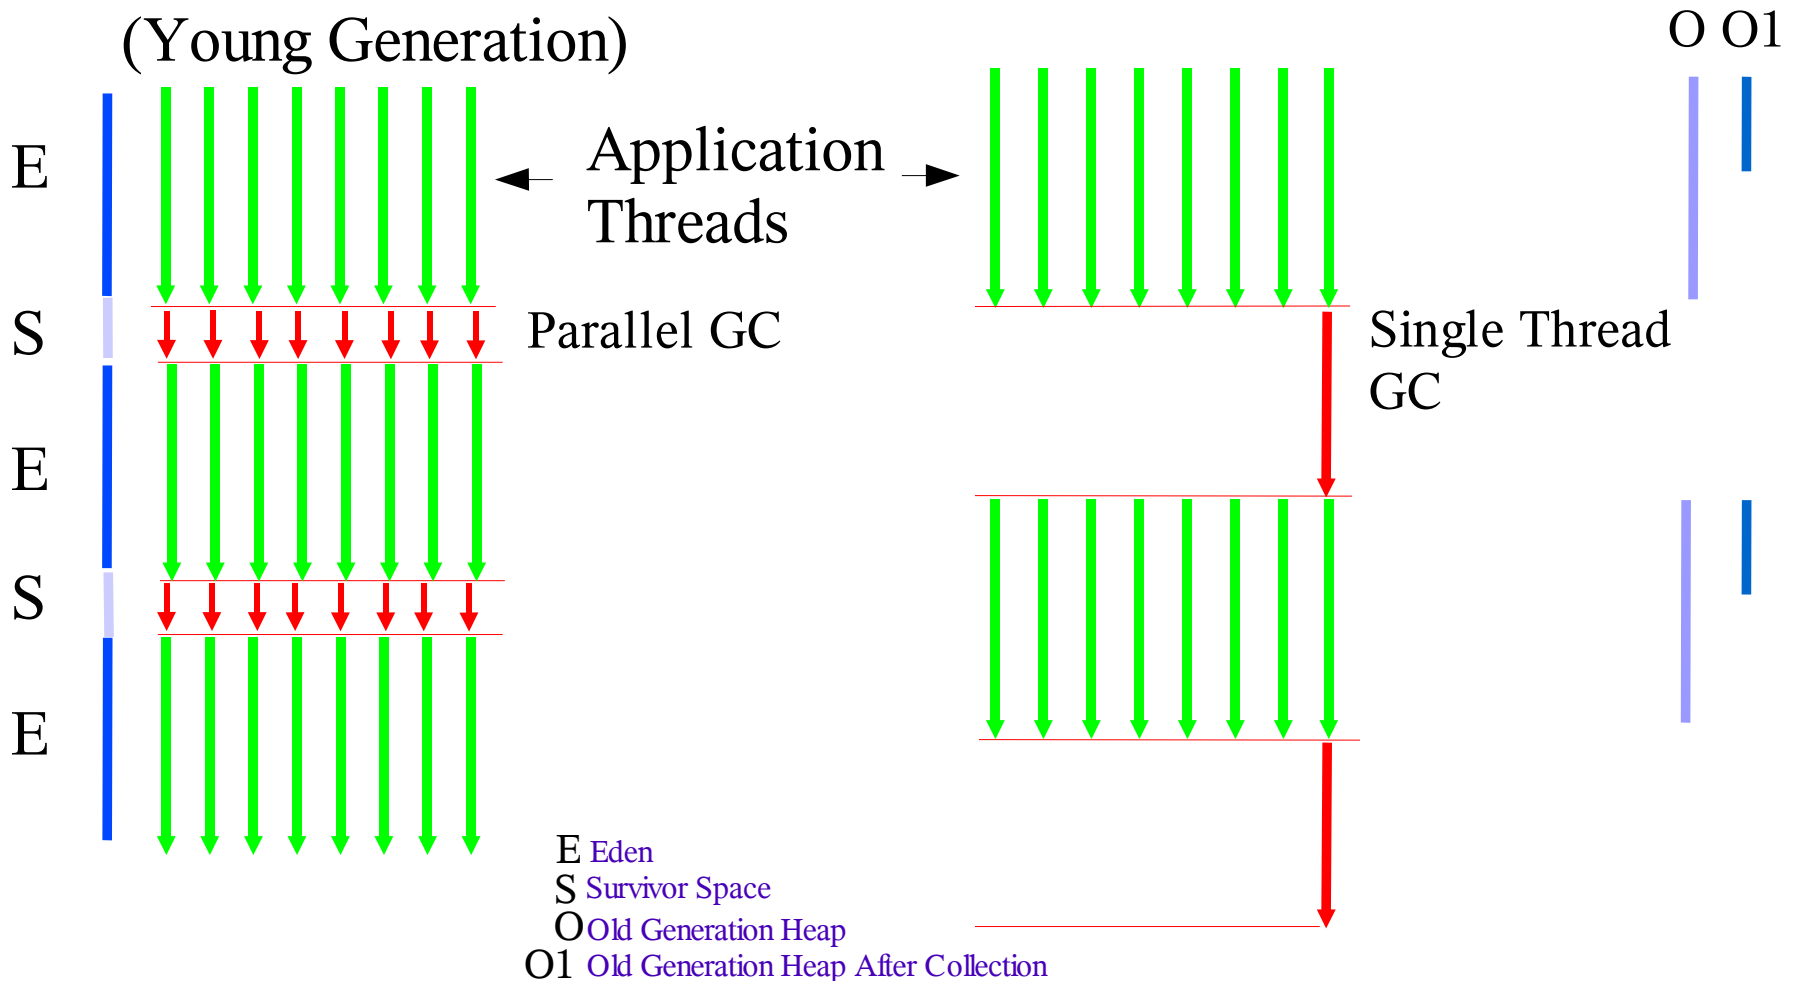 (Young Generation)
O O1
E
Application
Threads
S
Parallel GC
Single Thread
GC
E
S
E
E Eden
S Survivor Space
O Old Generation Heap
O1 Old Generation Heap After Collection